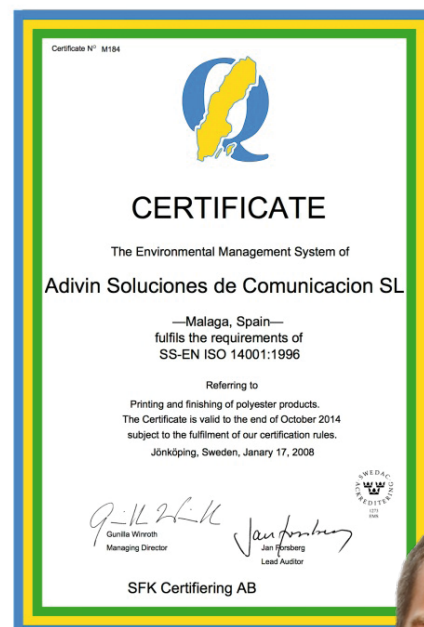 Certificate Nº M184
CERTIFICATE
The Environmental Management System of
Adivin Soluciones de Comunicacion SL
—Malaga, Spain—
fulfils the requirements of
SS-EN ISO 14001:1996
Referring to
Printing and finishing of polyester products.
The Certificate is valid to the end of October 2014
subject to the fulfilment of our certification rules.
Jönköping, Sweden, Janary 17, 2008
SWEDAC
ACKREDITERING
1271
Gunilla Winroth
Managing Director
Jan Forsberg
Lead Auditor
SFK Certifiering AB